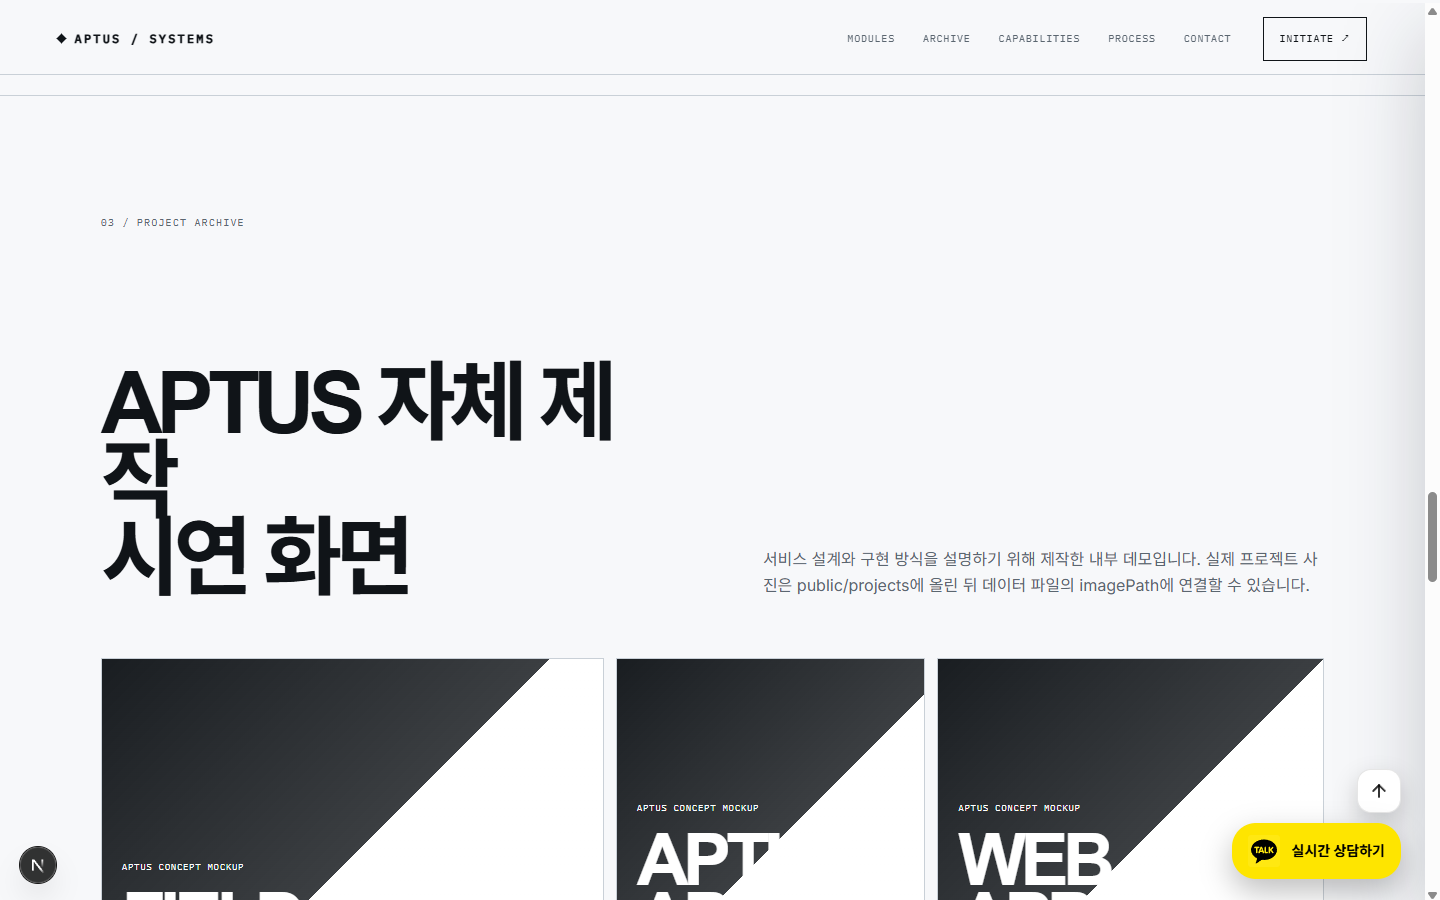 ◆ APTUS / SYSTEMS
MODULES
ARCHIVE
CAPABILITIES
PROCESS
CONTACT
INITIATE ↗
03 / PROJECT ARCHIVE
APTUS 자체 제
작
시연 화면
서비스 설계와 구현 방식을 설명하기 위해 제작한 내부 데모입니다. 실제 프로젝트 사
진은 public/projects에 올린 뒤 데이터 파일의 imagePath에 연결할 수 있습니다.
APTUS CONCEPT MOCKUP
APTUS CONCEPT MOCKUP
WEB
APTUS CONCEPT MOCKUP
N
TALK
실시간 상담하기